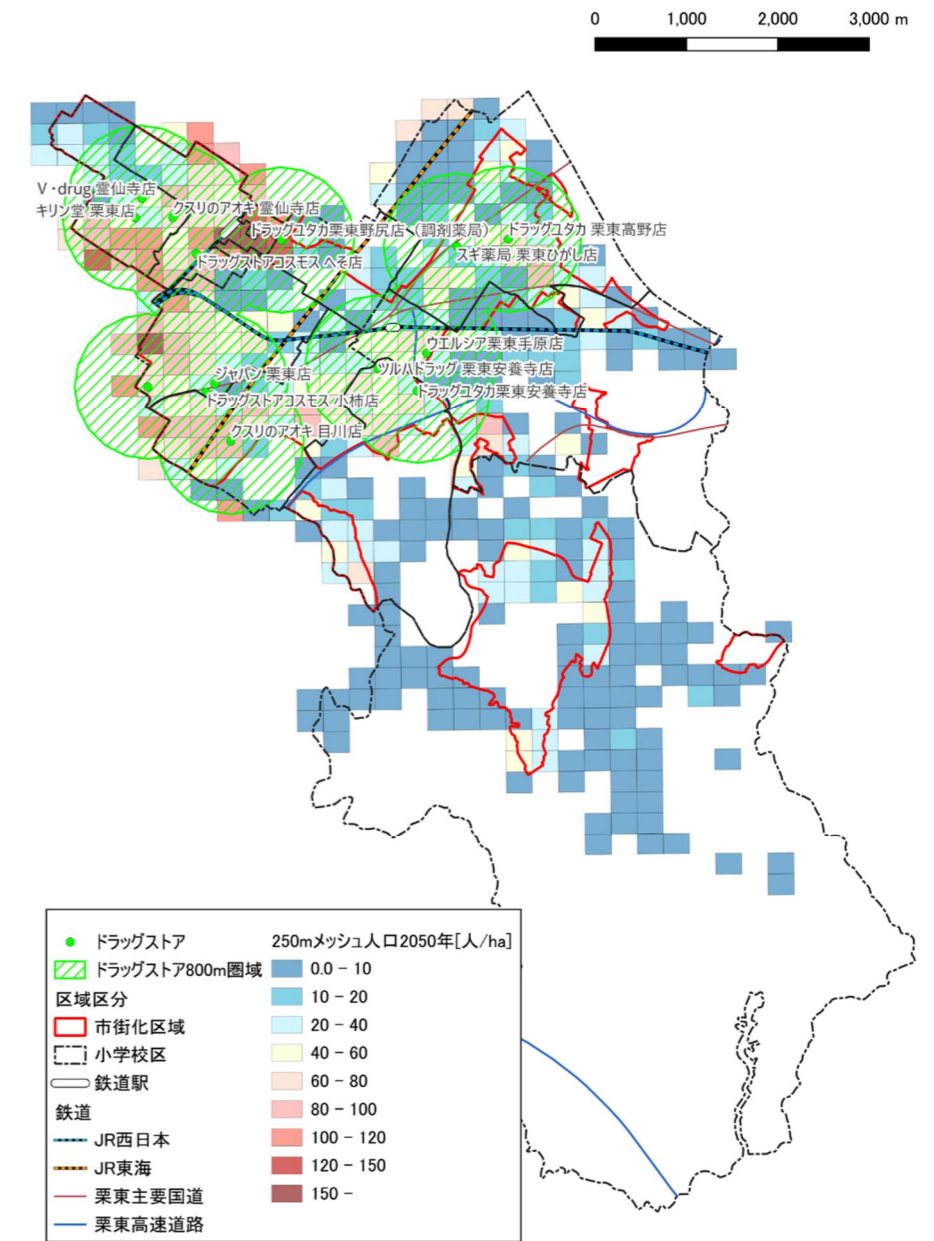 0 1,000 2,000 3,000 m
V・drug 霊仙寺店
キリン堂 栗東店
クスリのアオキ 霊仙寺店
ドラッグユタカ栗東野尻店（調剤薬局）
ドラッグユタカ 栗東高野店
スギ薬局 栗東ひがし店
ドラッグストアコスモス へそ店
ウエルシア栗東手原店
ジャパン 栗東店
ツルハドラッグ 栗東安養寺店
ドラッグストアコスモス 小柿店
ドラッグユタカ栗東安養寺店
クスリのアオキ 目川店
ドラッグストア
ドラッグストア800m圏域
区域区分
市街化区域
小学校区
鉄道駅
鉄道
JR西日本
JR東海
栗東主要国道
栗東高速道路
250mメッシュ人口2050年[人/ha]
0.0 - 10
10 - 20
20 - 40
40 - 60
60 - 80
80 - 100
100 - 120
120 - 150
150 -